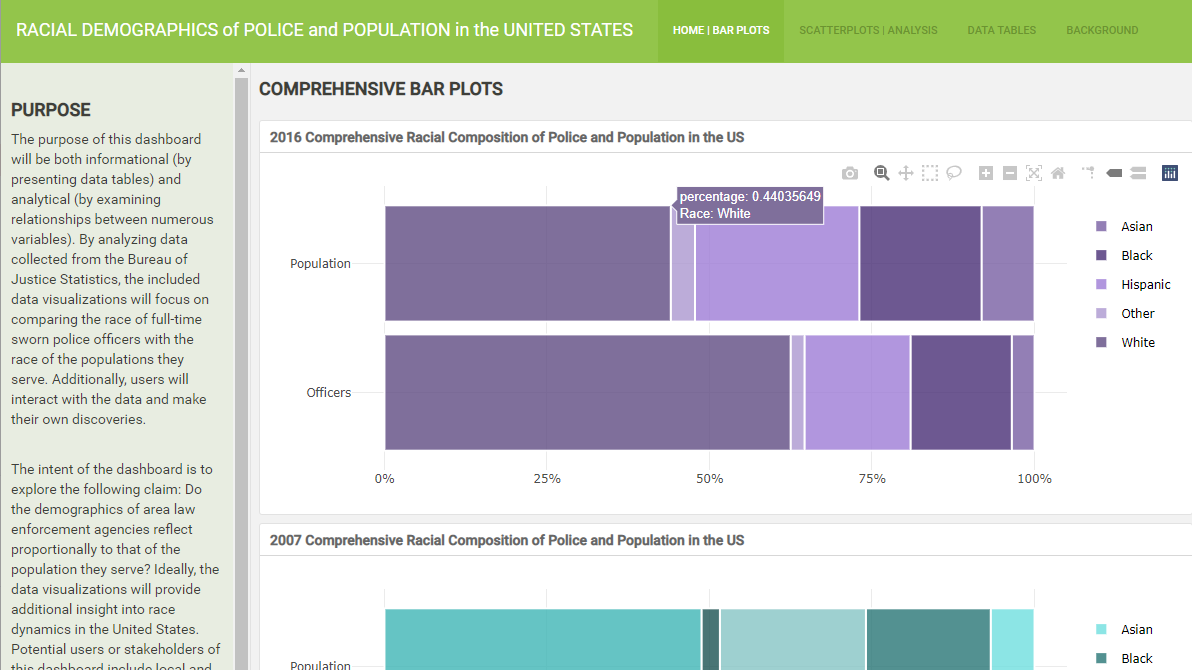 RACIAL DEMOGRAPHICS of POLICE and POPULATION in the UNITED STATES
HOME | BAR PLOTS
SCATTERPLOTS | ANALYSIS
DATA TABLES
BACKGROUND
PURPOSE
The purpose of this dashboard
will be both informational (by
presenting data tables) and
analytical (by examining
relationships between numerous
variables). By analyzing data
collected from the Bureau of
Justice Statistics, the included
data visualizations will focus on
comparing the race of full-time
sworn police officers with the
race of the populations they
serve. Additionally, users will
interact with the data and make
their own discoveries.
The intent of the dashboard is to
explore the following claim: Do
the demographics of area law
enforcement agencies reflect
proportionally to that of the
population they serve? Ideally, the
data visualizations will provide
additional insight into race
dynamics in the United States.
Potential users or stakeholders of
this dashboard include local and
COMPREHENSIVE BAR PLOTS
2016 Comprehensive Racial Composition of Police and Population in the US
percentage: 0.44035649
Race: White
Population
Officers
0%
25%
50%
75%
100%
Asian
Black
Hispanic
Other
White
2007 Comprehensive Racial Composition of Police and Population in the US
Population
Asian
Black